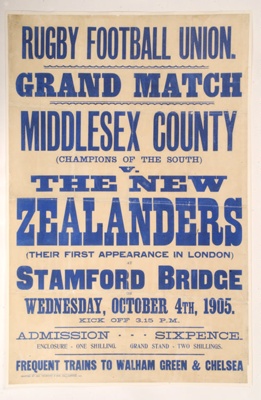 RUGBY FOOTBALL UNION.
GRAND MATCH
MIDDLESEX COUNTY
(CHAMPIONS OF THE SOUTH)
V.
THE NEW
ZEALANDERS
(THEIR FIRST APPEARANCE IN LONDON)
AT
STAMFORD BRIDGE
ON
WEDNESDAY, OCTOBER 4TH, 1905.
KICK OFF 3.15 P.M.
ADMISSION - - - SIXPENCE.
ENCLOSURE - ONE SHILLING. GRAND STAND - TWO SHILLINGS.
FREQUENT TRAINS TO WALHAM GREEN & CHELSEA